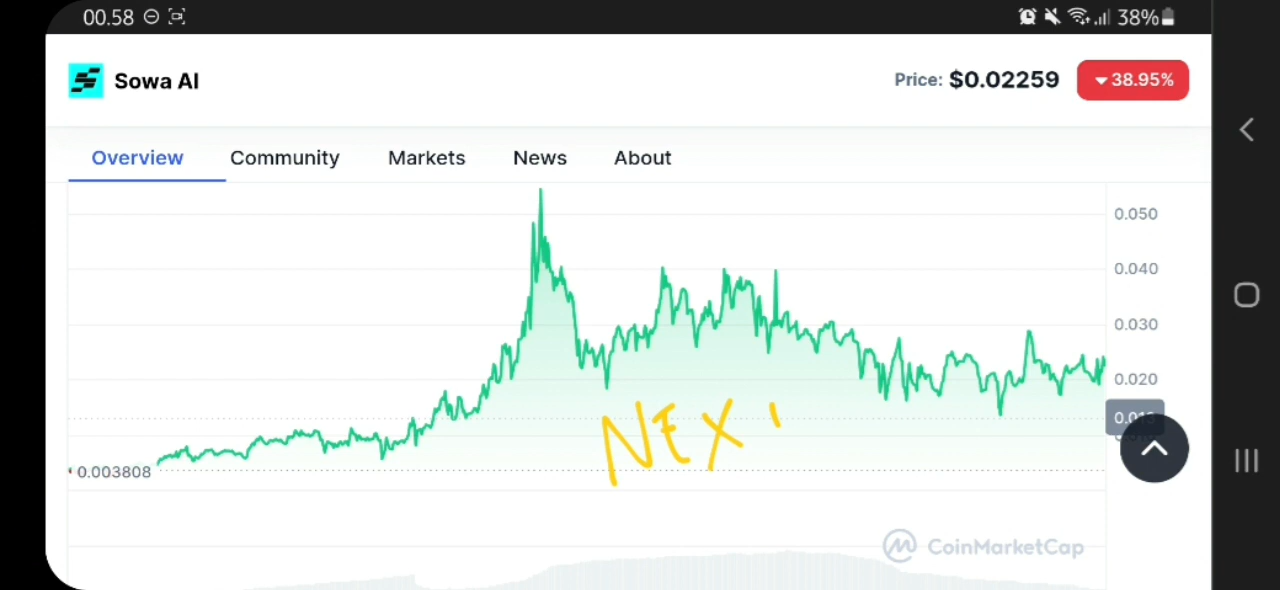 00.58 38%
Sowa AI Price: $0.02259 38.95%
Overview Community Markets News About
0.050
0.040
0.030
0.020
NEX'
0.003808
CoinMarketCap